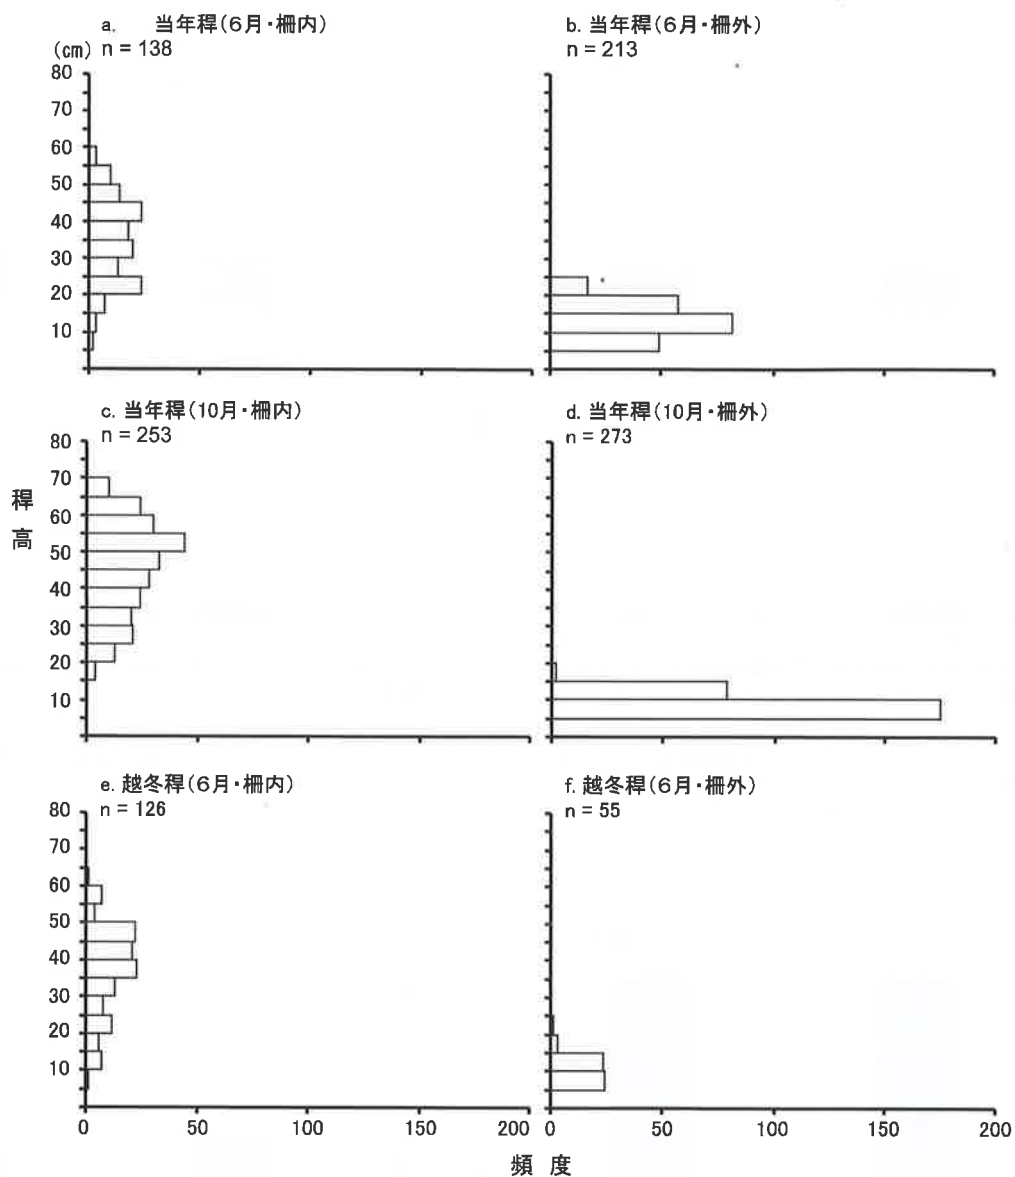 a. 当年稈(6月・柵内)
(cm) n = 138
80
70
60
50
40
30
20
10
b. 当年稈(6月・柵外)
n = 213
c. 当年稈(10月・柵内)
n = 253
80
70
60
50
40
30
20
10
d. 当年稈(10月・柵外)
n = 273
稈高
e. 越冬稈(6月・柵内)
n = 126
80
70
60
50
40
30
20
10
0 50 100 150 200
f. 越冬稈(6月・柵外)
n = 55
0 50 100 150 200
頻度